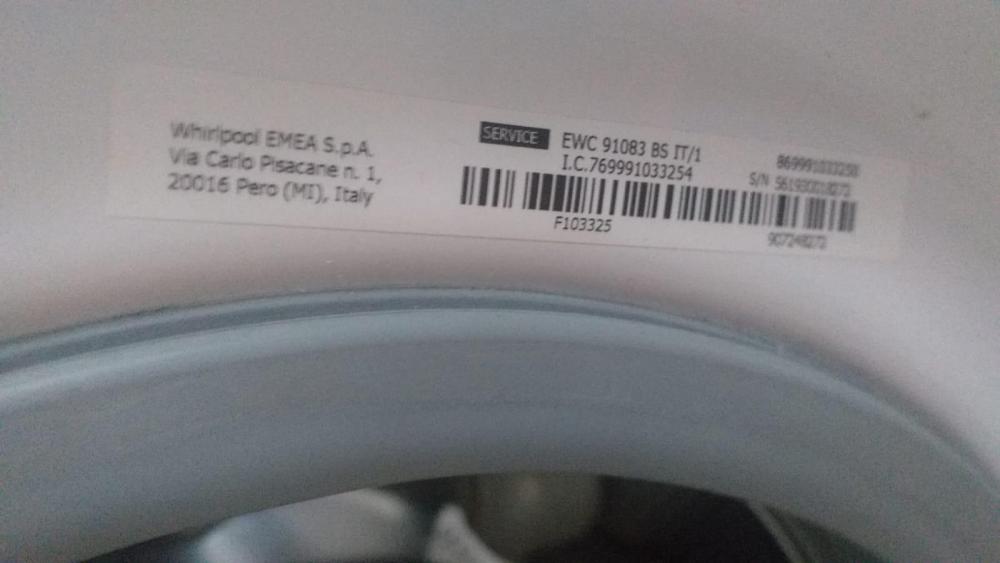 Whirlpool EMEA S.p.A.
Via Carlo Pisacane n. 1,
20016 Pero (MI), Italy
SERVICE EWC 91083 BS IT/1
I.C.769991033254
S/N
F103325